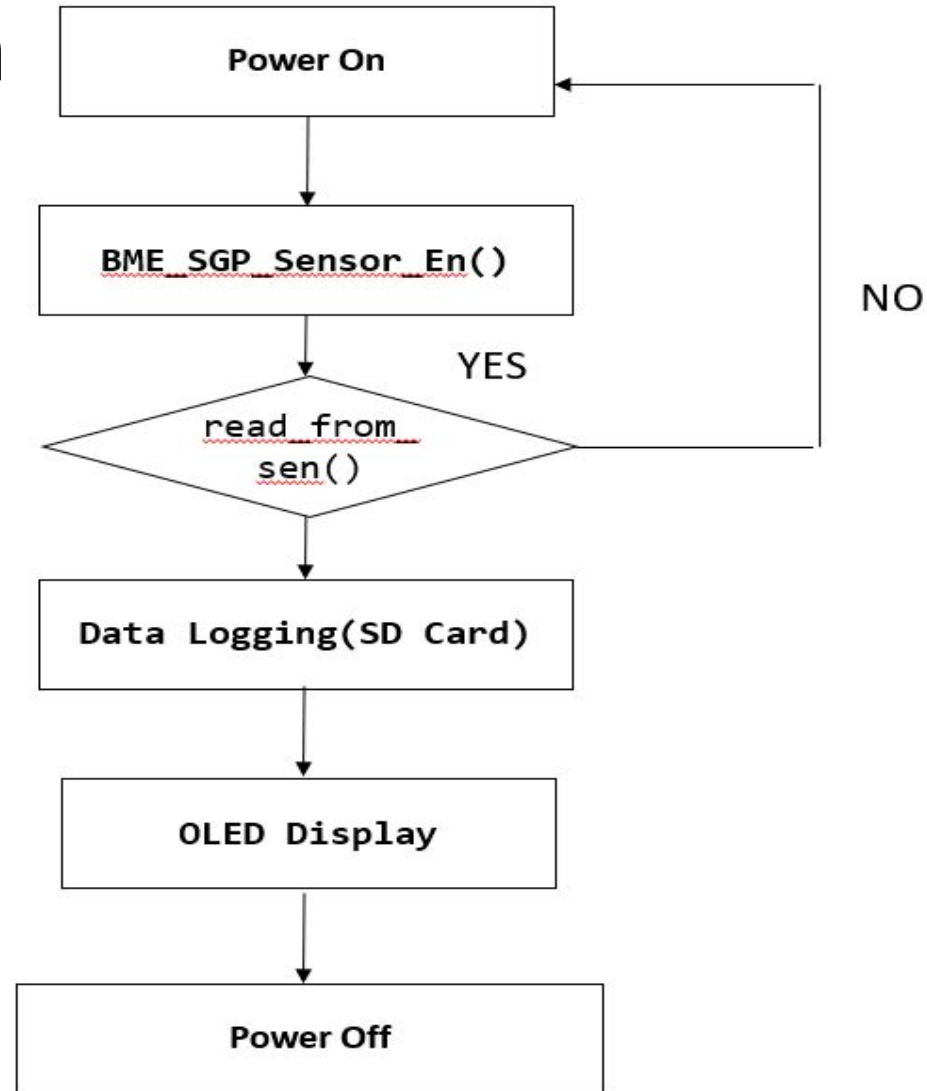 Power On
BME_SGP_Sensor_En()
NO
YES
read_from_
sen()
Data Logging(SD Card)
OLED Display
Power Off